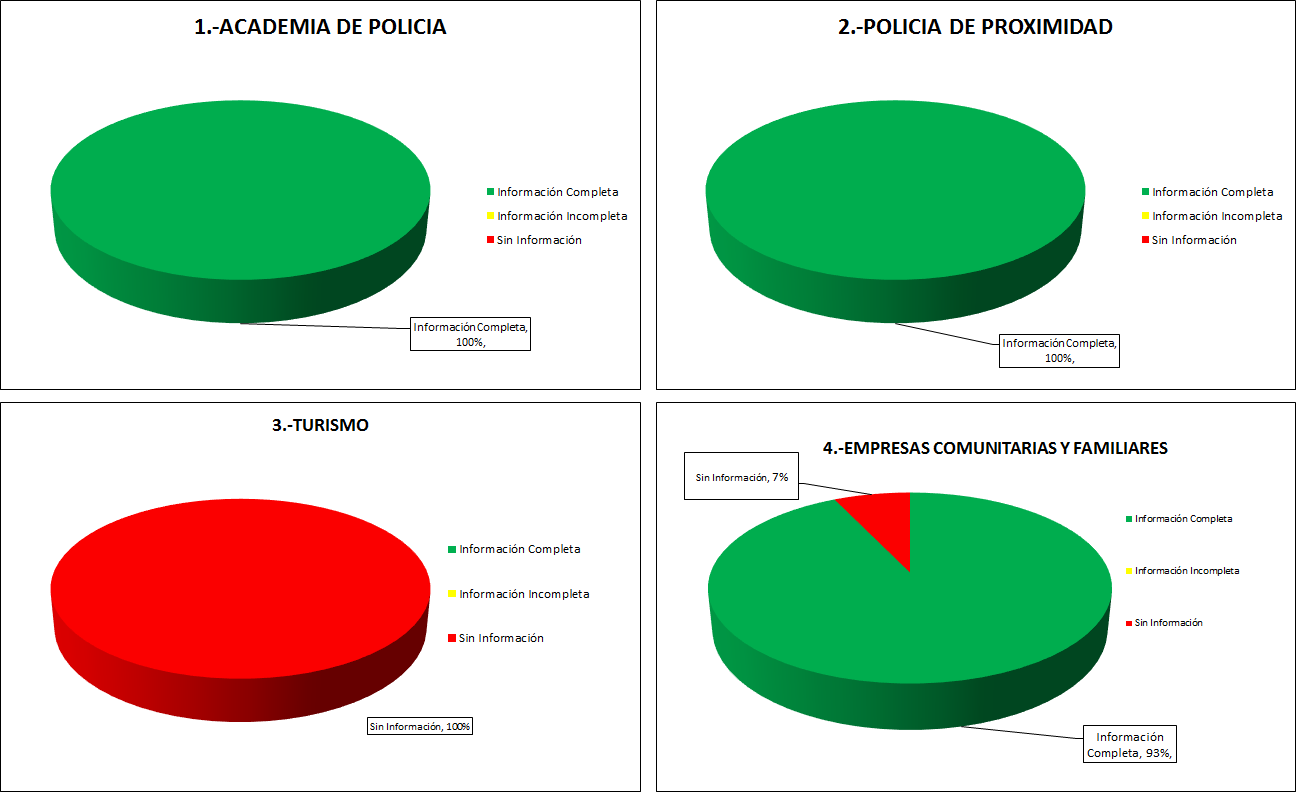 1.-ACADEMIA DE POLICIA
Información Completa
Información Incompleta
Sin Información
Información Completa,
100%,
2.-POLICIA DE PROXIMIDAD
Información Completa
Información Incompleta
Sin Información
Información Completa,
100%,
3.-TURISMO
Información Completa
Información Incompleta
Sin Información
Sin Información, 100%
4.-EMPRESAS COMUNITARIAS Y FAMILIARES
Sin Información, 7%
Información Completa
Información Incompleta
Sin Información
Información
Completa, 93%,